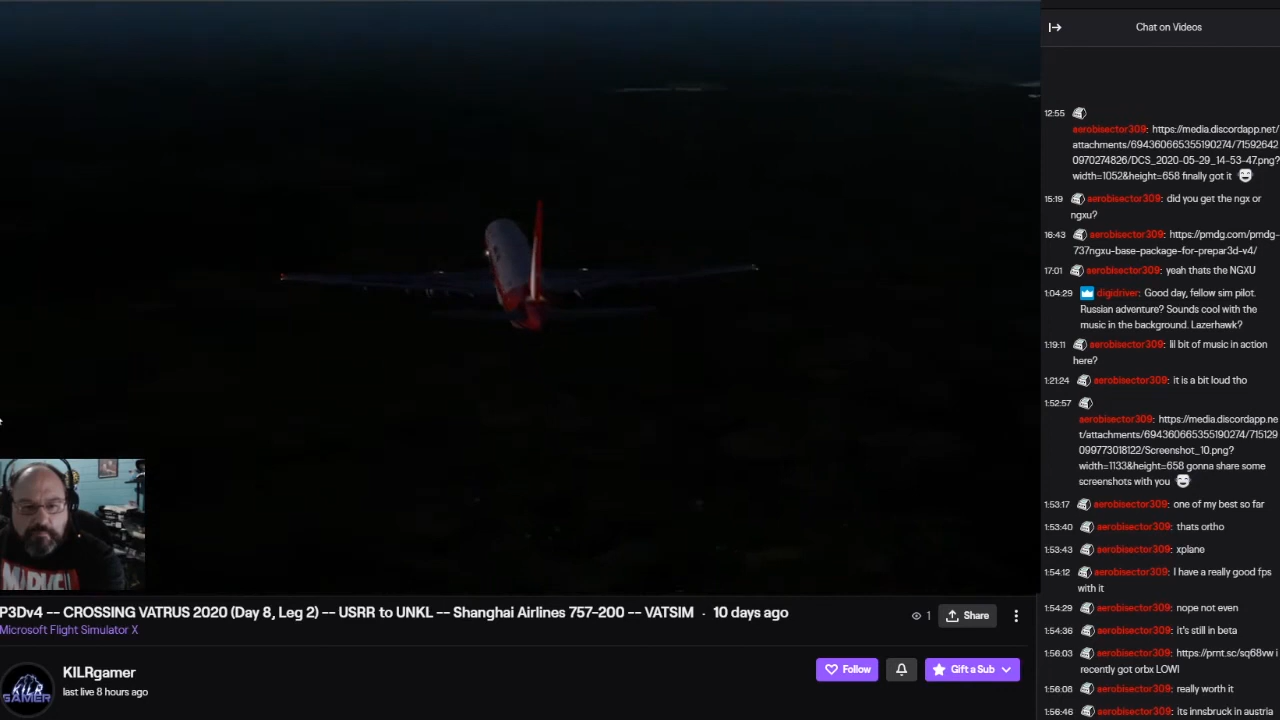 Chat on Videos
12:55
aerobisector309: https://media.discordapp.net/
attachments/694360665355190274/71592642
0970274826/DCS_2020-05-29_14-53-47.png?
width=1052&height=658 fnally got it
15:19 aerobisector309: did you get the ngx or
ngxu?
16:43 aerobisector309: https://pmdg.com/pmdg-
737ngxu-base-package-for-prepar3d-v4/
17:01 aerobisector309: yeah thats the NGXU
1:04:29 digidriver: Good day, fellow sim pilot.
Russian adventure? Sounds cool with the
music in the background. Lazerhawk?
1:19:11 aerobisector309: lil bit of music in action
here?
1:21:24 aerobisector309: it is a bit loud tho
1:52:57
aerobisector309: https://media.discordapp.ne
t/attachments/694360665355190274/715129
099773018122/Screenshot_10.png?
width=1133&height=658 gonna share some
screenshots with you
1:53:17 aerobisector309: one of my best so far
1:53:40 aerobisector309: thats ortho
1:53:43 aerobisector309: xplane
1:54:12 aerobisector309: I have a really good fps
with it
1:54:29 aerobisector309: nope not even
1:54:36 aerobisector309: it's still in beta
1:56:03 aerobisector309: https://prnt.sc/sq68vw i
recently got orbx LOWI
1:56:08 aerobisector309: really worth it
1:56:46 aerobisector309: its innsbruck in austria
MARVEL
P3Dv4 -- CROSSING VATRUS 2020 (Day 8, Leg 2) -- USRR to UNKL -- Shanghai Airlines 757-200 -- VATSIM · 10 days ago
1 Share
Microsoft Flight Simulator X
KILR
GAMER
KILRgamer
last live 8 hours ago
Follow
Gift a Sub